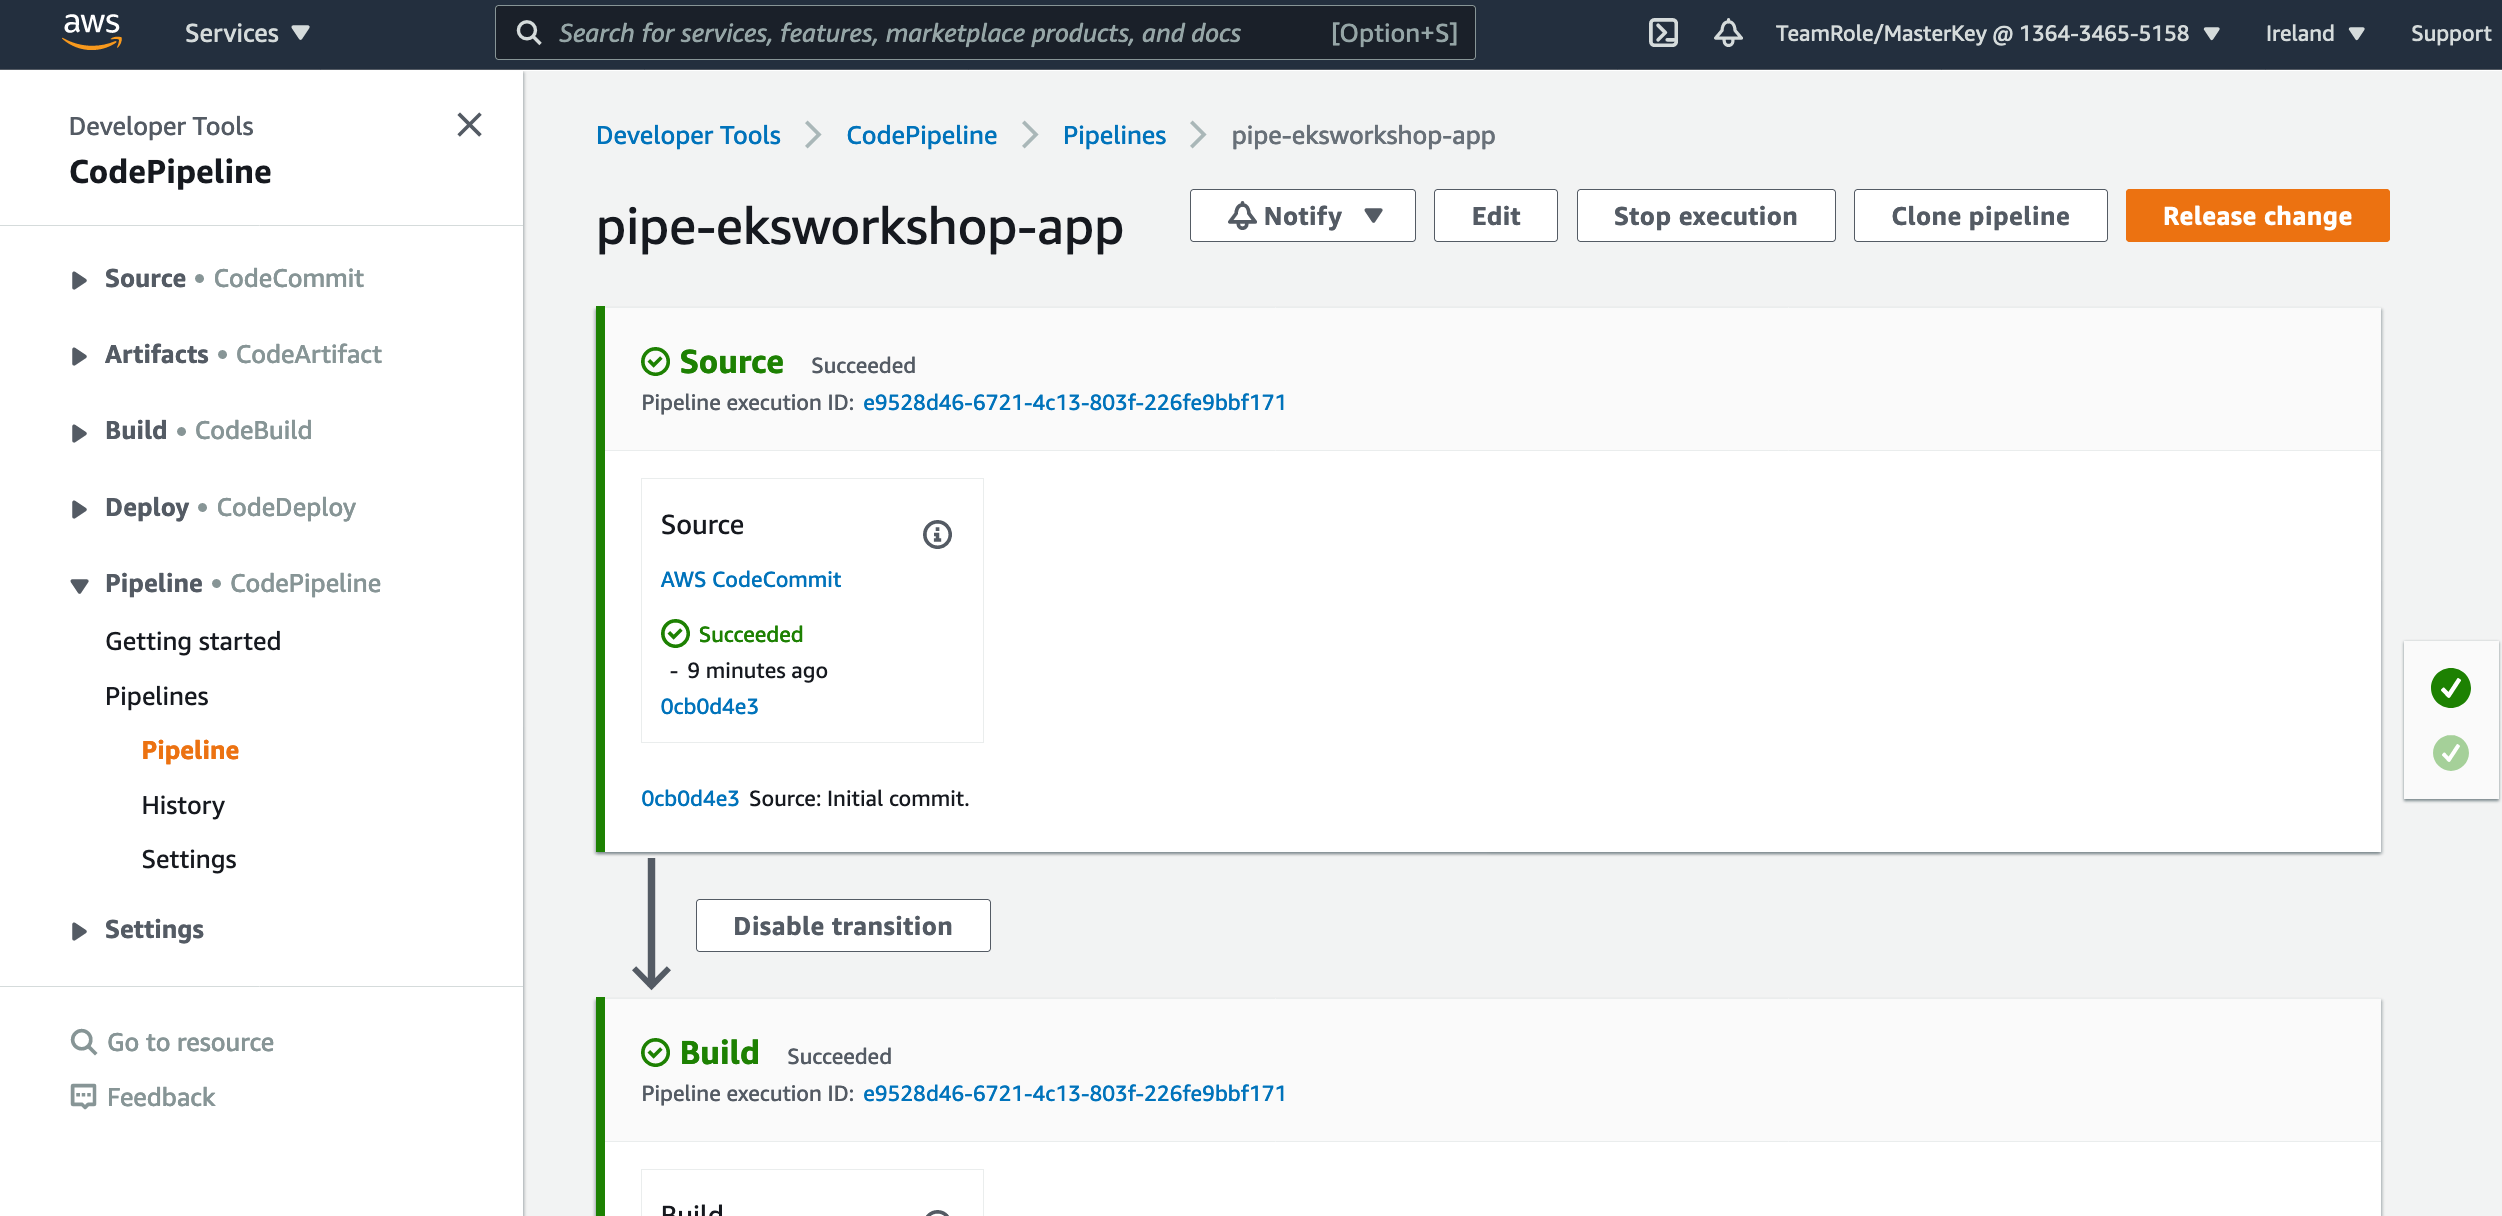 aws
Services
Search for services, features, marketplace products, and docs
[Option+S]
TeamRole/MasterKey @ 1364-3465-5158
Ireland
Support
Developer Tools
CodePipeline
Source • CodeCommit
Artifacts • CodeArtifact
Build • CodeBuild
Deploy • CodeDeploy
Pipeline • CodePipeline
Getting started
Pipelines
Pipeline
History
Settings
Settings
Go to resource
Feedback
Developer Tools
CodePipeline
Pipelines
pipe-eksworkshop-app
pipe-eksworkshop-app
Notify
Edit
Stop execution
Clone pipeline
Release change
Source Succeeded
Pipeline execution ID: e9528d46-6721-4c13-803f-226fe9bbf171
Source
AWS CodeCommit
Succeeded
- 9 minutes ago
0cb0d4e3
0cb0d4e3 Source: Initial commit.
Disable transition
Build Succeeded
Pipeline execution ID: e9528d46-6721-4c13-803f-226fe9bbf171
Build